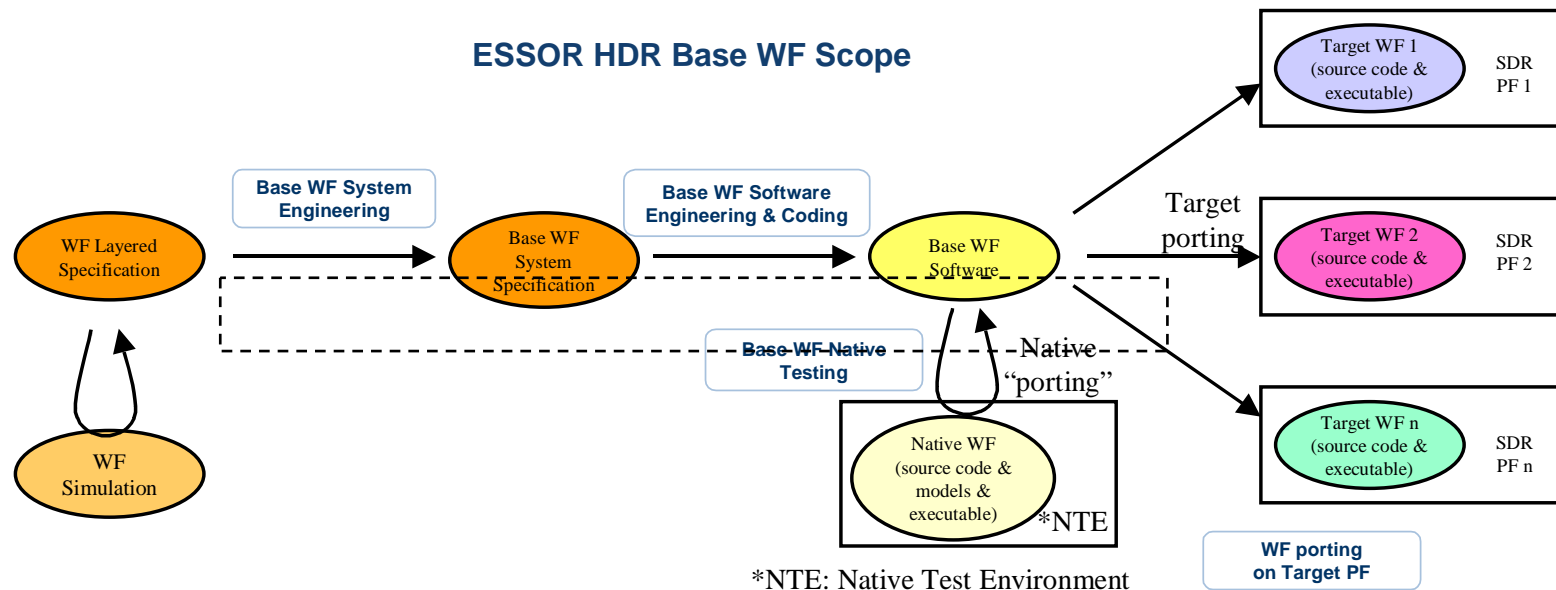 ESSOR HDR Base WF Scope
Target WF 1
(source code &
executable)
SDR
PF 1
Base WF System
Engineering
Base WF Software
Engineering & Coding
Target
porting
WF Layered
Specification
Base WF
System
Specification
Base WF
Software
Target WF 2
(source code &
executable)
SDR
PF 2
Base WF Native
Testing
Native
“porting”
WF
Simulation
Native WF
(source code &
models &
executable)
*NTE
Target WF n
(source code &
executable)
SDR
PF n
*NTE: Native Test Environment
WF porting
on Target PF